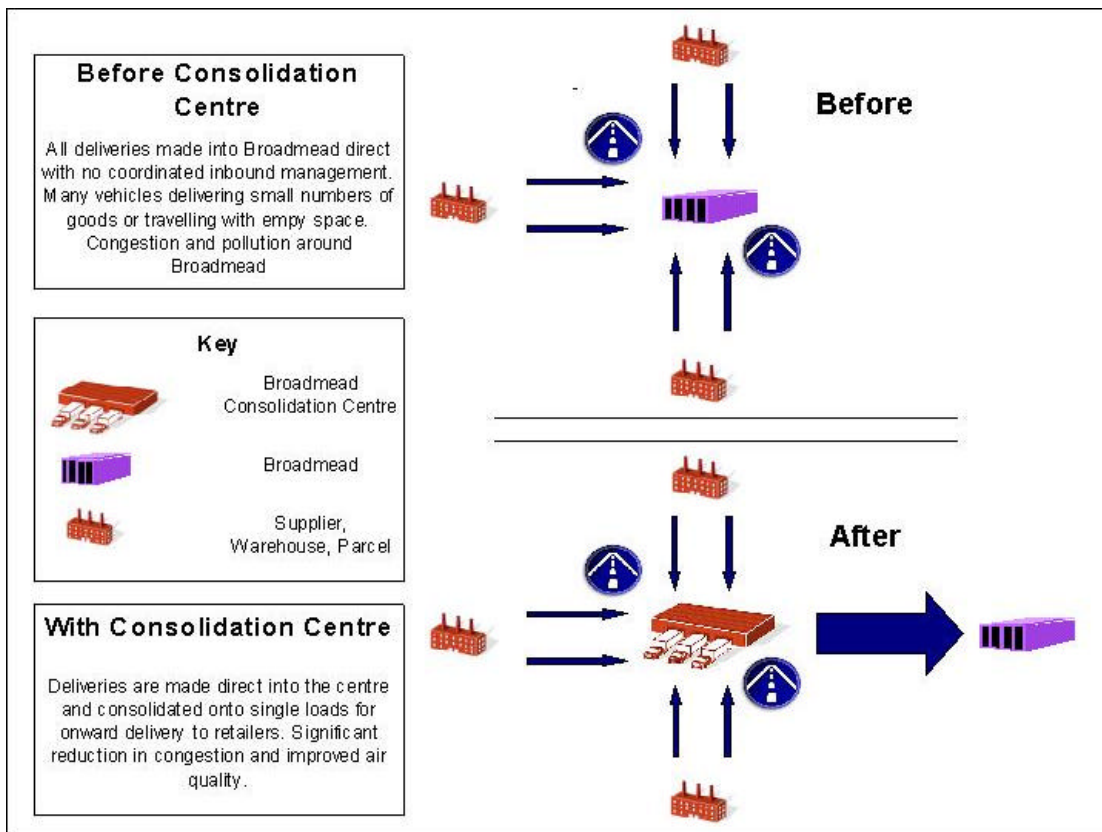 Before Consolidation
Centre
All deliveries made into Broadmead direct
with no coordinated inbound management.
Many vehicles delivering small numbers of
goods or travelling with empy space.
Congestion and pollution around
Broadmead
Before
Key
Broadmead
Consolidation Centre
Broadmead
Supplier,
Warehouse, Parcel
After
With Consolidation Centre
Deliveries are made direct into the centre
and consolidated onto single loads for
onward delivery to retailers. Significant
reduction in congestion and improved air
quality.